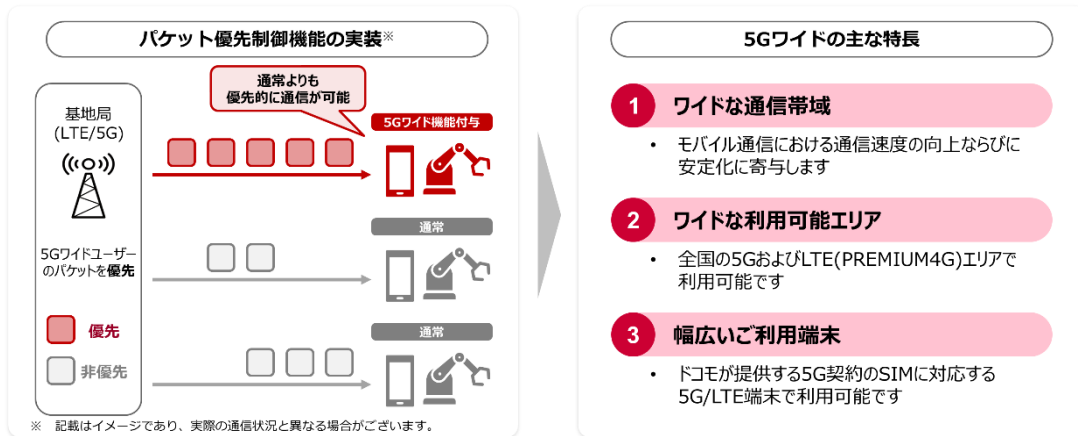 パケット優先制御機能の実装※
通常よりも
優先的に通信が可能
基地局
(LTE/5G)
5Gワイド機能付与
通常
5Gワイドユーザー
のパケットを優先
優先
通常
非優先
※ 記載はイメージであり、実際の通信状況と異なる場合がございます。
5Gワイドの主な特長
1 ワイドな通信帯域
• モバイル通信における通信速度の向上ならびに
安定化に寄与します
2 ワイドな利用可能エリア
• 全国の5GおよびLTE(PREMIUM4G)エリアで
利用可能です
3 幅広いご利用端末
• ドコモが提供する5G契約のSIMに対応する
5G/LTE端末で利用可能です